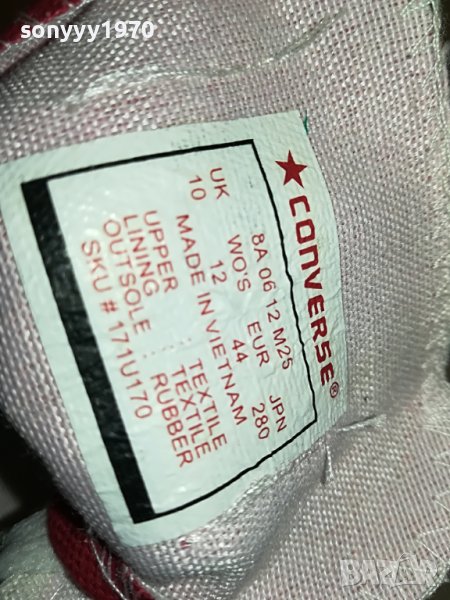 sonyyy1970
CONVERSE®
8A 06 12 M25 JPN
WO'S EUR 280
UK 12 44
10 MADE IN VIETNAM
UPPER : TEXTILE
LINING : TEXTILE
OUTSOLE : RUBBER
SKU # 171U170
BAZAR